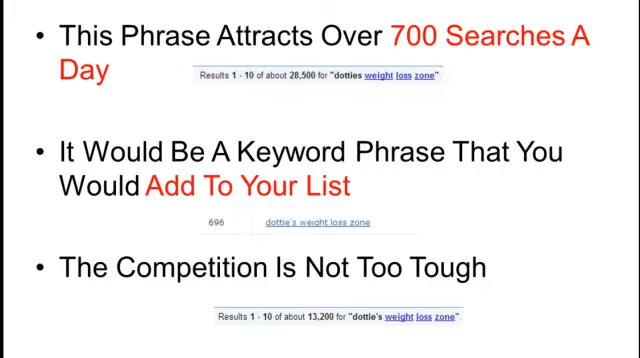 • This Phrase Attracts Over 700 Searches A
Day
Results 1 - 10 of about 28,500 for "dotties weight loss zone".
• It Would Be A Keyword Phrase That You
Would Add To Your List
696 dottie's weight loss zone
• The Competition Is Not Too Tough
Results 1 - 10 of about 13,200 for "dottie's weight loss zone".